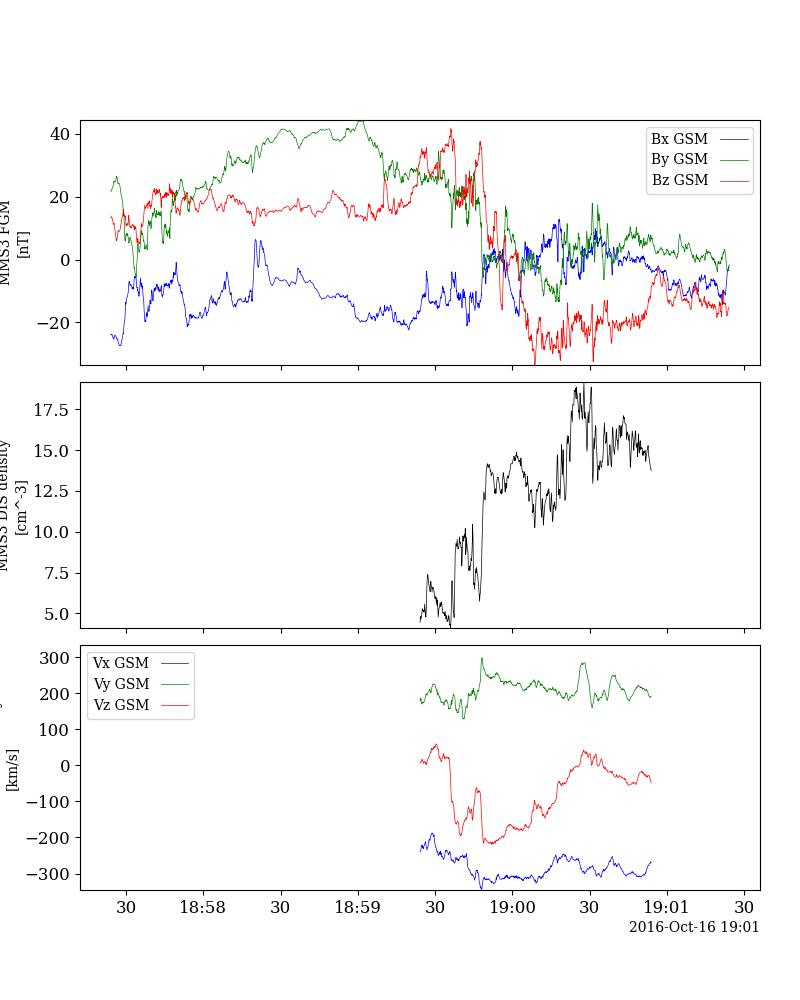 40
20
0
−20
MMS3 FGM
[nT]
Bx GSM
By GSM
Bz GSM
17.5
15.0
12.5
10.0
7.5
5.0
MMS3 DIS density
[cm^-3]
300
200
100
0
−100
−200
−300
[km/s]
Vx GSM
Vy GSM
Vz GSM
30
18:58
30
18:59
30
19:00
30
19:01
30
2016-Oct-16 19:01